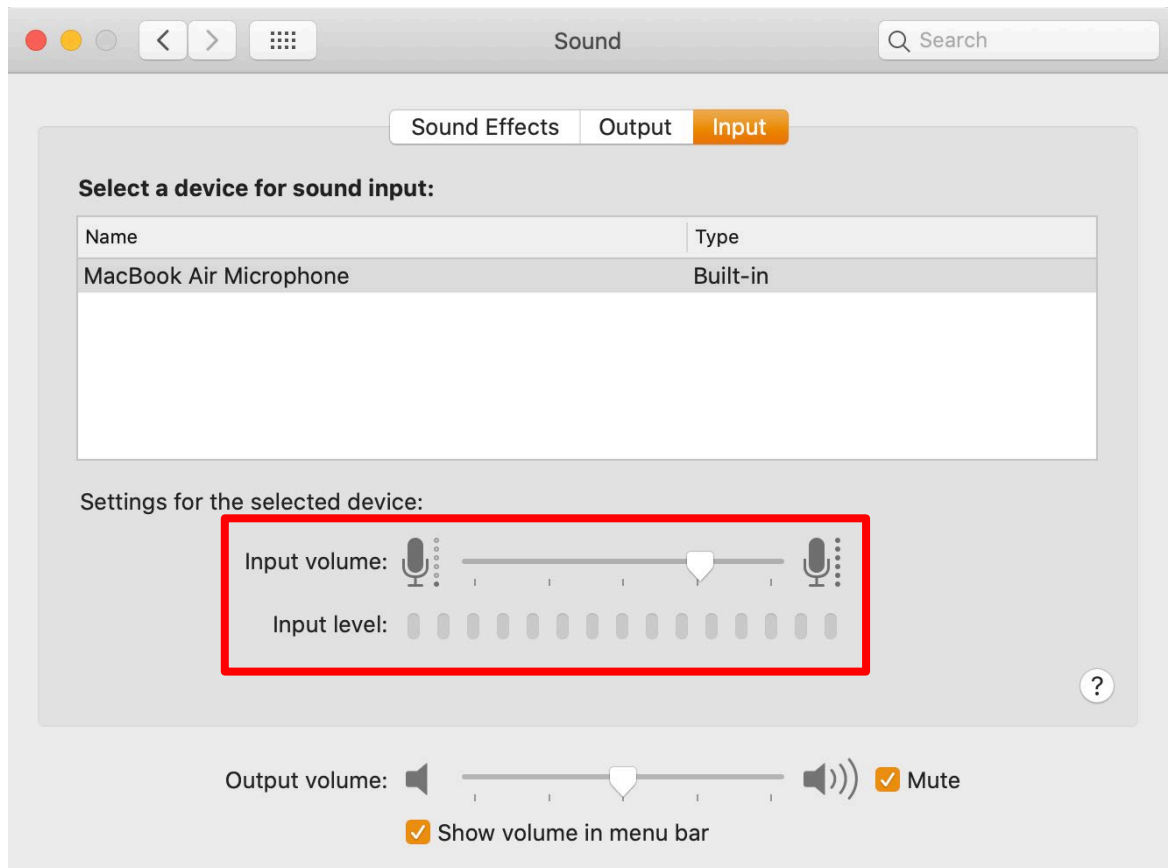 Sound
Search
Sound Effects Output Input
Select a device for sound input:
Name Type
MacBook Air Microphone Built-in
Settings for the selected device:
Input volume:
Input level:
?
Output volume: Mute
Show volume in menu bar